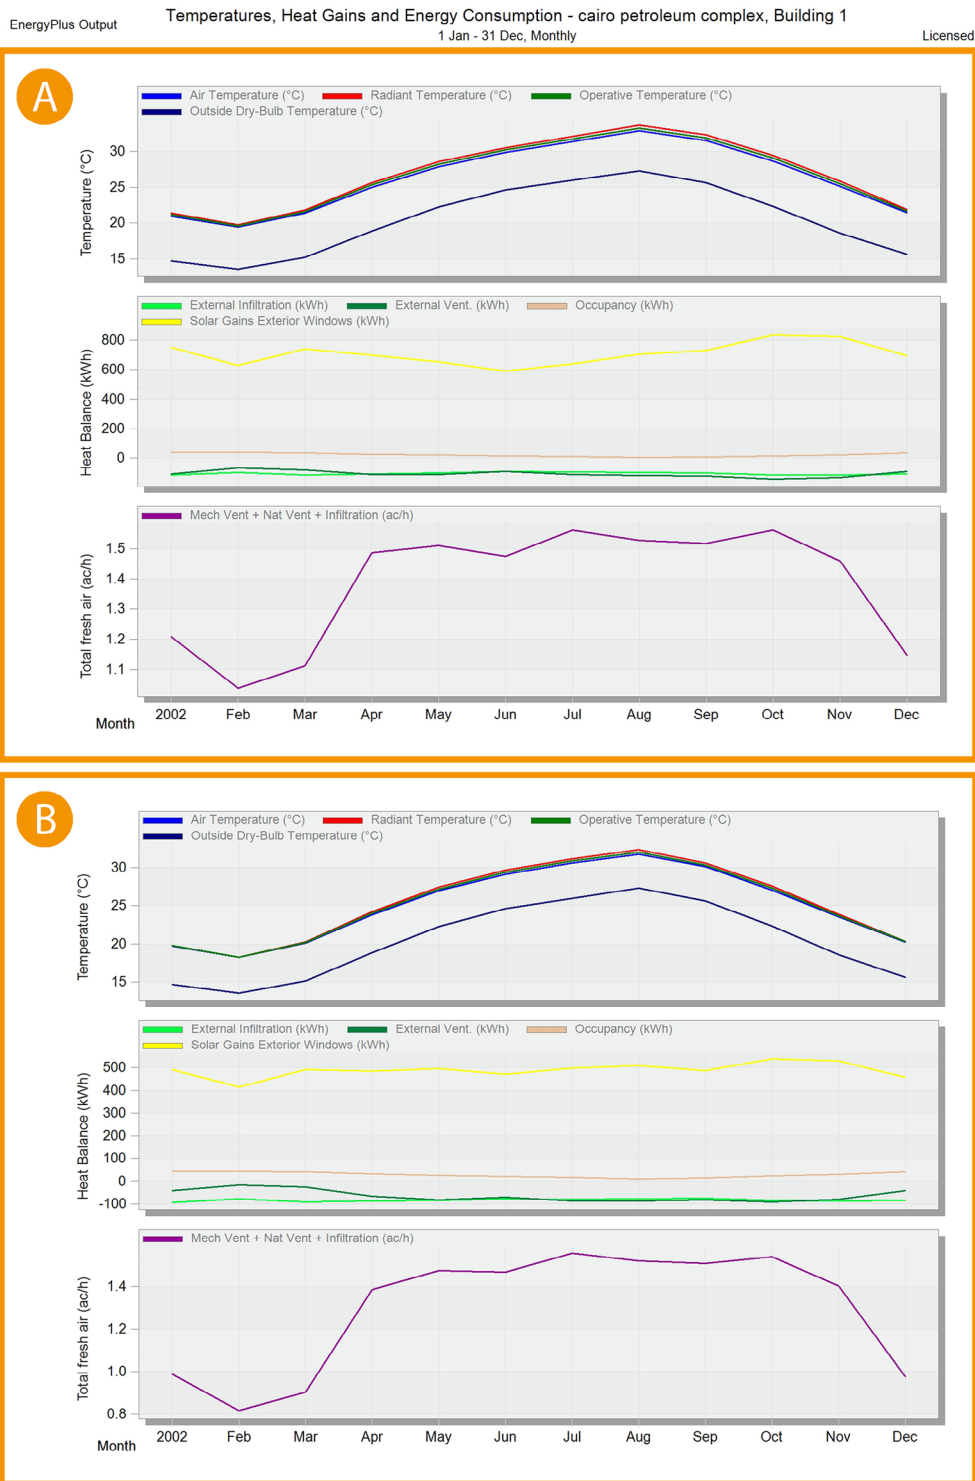 Temperatures, Heat Gains and Energy Consumption - cairo petroleum complex, Building 1
EnergyPlus Output
1 Jan - 31 Dec, Monthly
Licensed
A
Air Temperature (°C) Radiant Temperature (°C) Operative Temperature (°C)
Outside Dry-Bulb Temperature (°C)
Temperature (°C)
30
25
20
15
External Infiltration (kWh) External Vent. (kWh) Occupancy (kWh)
Solar Gains Exterior Windows (kWh)
Heat Balance (kWh)
800
600
400
200
0
Mech Vent + Nat Vent + Infiltration (ac/h)
Total fresh air (ac/h)
1.5
1.4
1.3
1.2
1.1
2002 Feb Mar Apr May Jun Jul Aug Sep Oct Nov Dec
Month
B
Air Temperature (°C) Radiant Temperature (°C) Operative Temperature (°C)
Outside Dry-Bulb Temperature (°C)
Temperature (°C)
30
25
20
15
External Infiltration (kWh) External Vent. (kWh) Occupancy (kWh)
Solar Gains Exterior Windows (kWh)
Heat Balance (kWh)
500
400
300
200
100
0
-100
Mech Vent + Nat Vent + Infiltration (ac/h)
Total fresh air (ac/h)
1.4
1.2
1.0
0.8
2002 Feb Mar Apr May Jun Jul Aug Sep Oct Nov Dec
Month